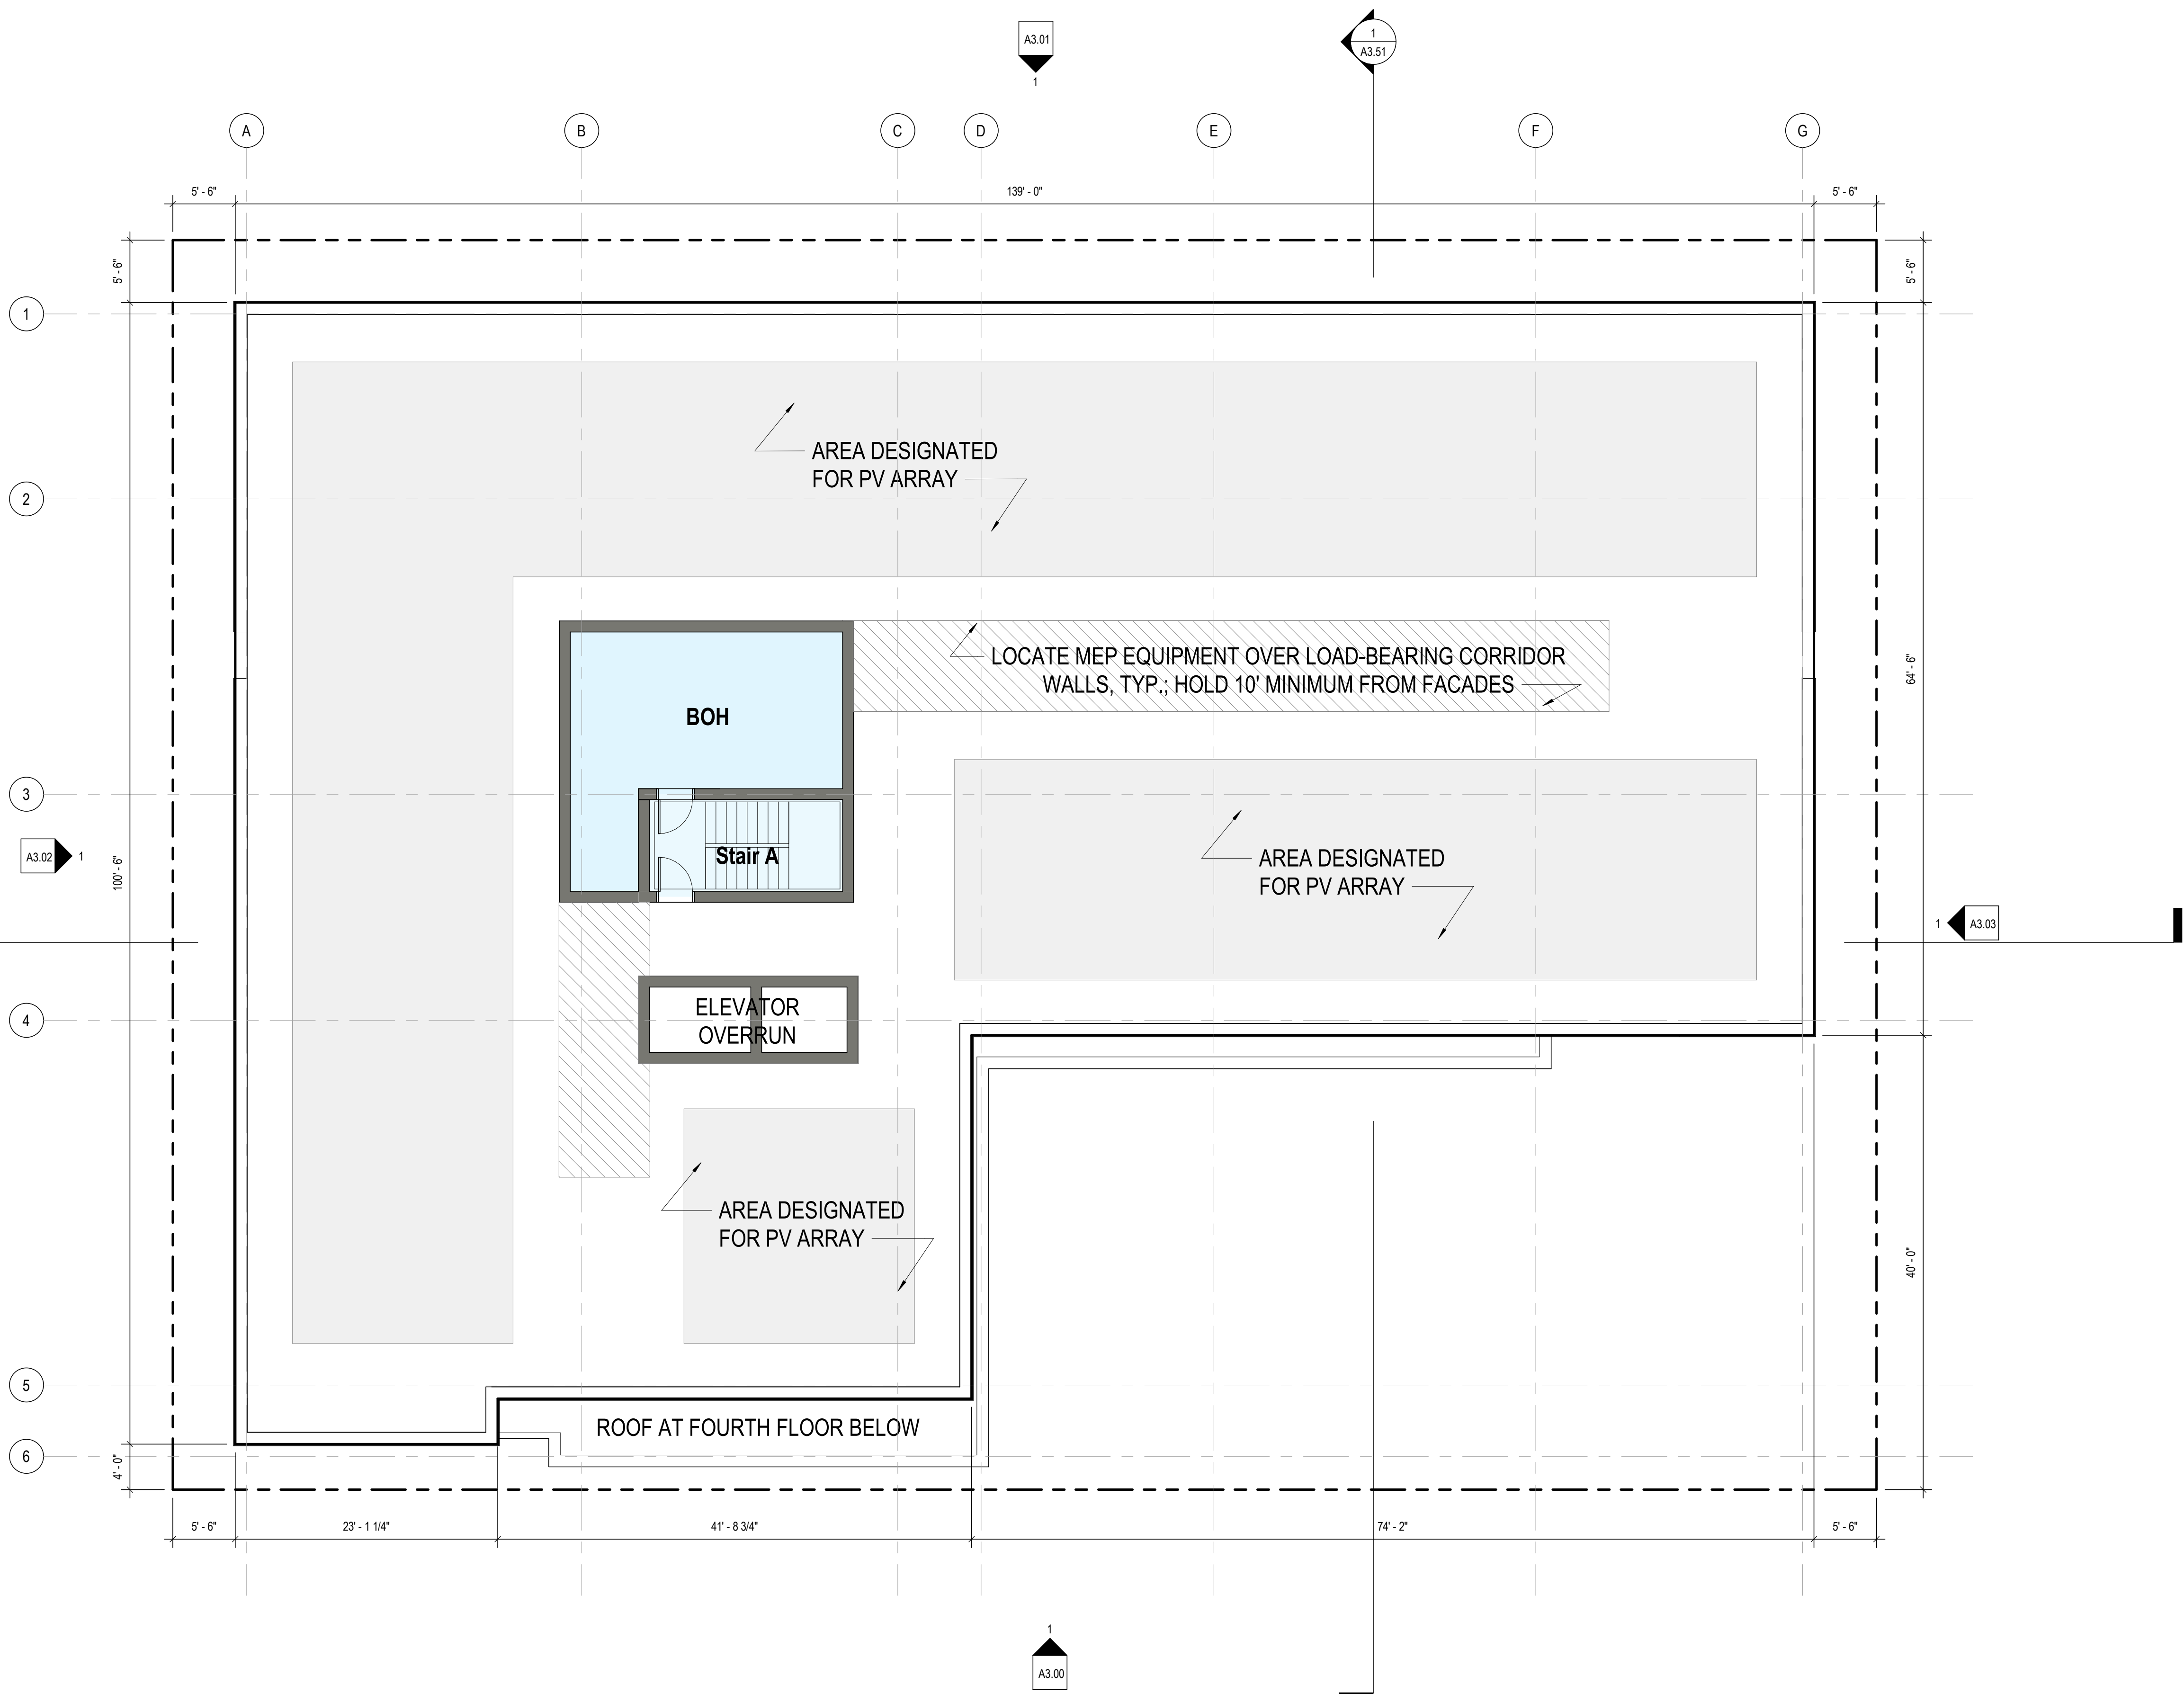 A3.01
1
1
A3.51
A
B
C
D
E
F
G
5' - 6"
139' - 0"
5' - 6"
5' - 6"
5' - 6"
1
AREA DESIGNATED
FOR PV ARRAY
2
LOCATE MEP EQUIPMENT OVER LOAD-BEARING CORRIDOR
WALLS, TYP.; HOLD 10' MINIMUM FROM FACADES
64' - 6"
BOH
3
Stair A
A3.02
1
100' - 6"
AREA DESIGNATED
FOR PV ARRAY
1
A3.03
4
ELEVATOR
OVERRUN
AREA DESIGNATED
FOR PV ARRAY
40' - 0"
5
ROOF AT FOURTH FLOOR BELOW
6
4' - 0"
5' - 6"
23' - 1 1/4"
41' - 8 3/4"
74' - 2"
5' - 6"
1
A3.00